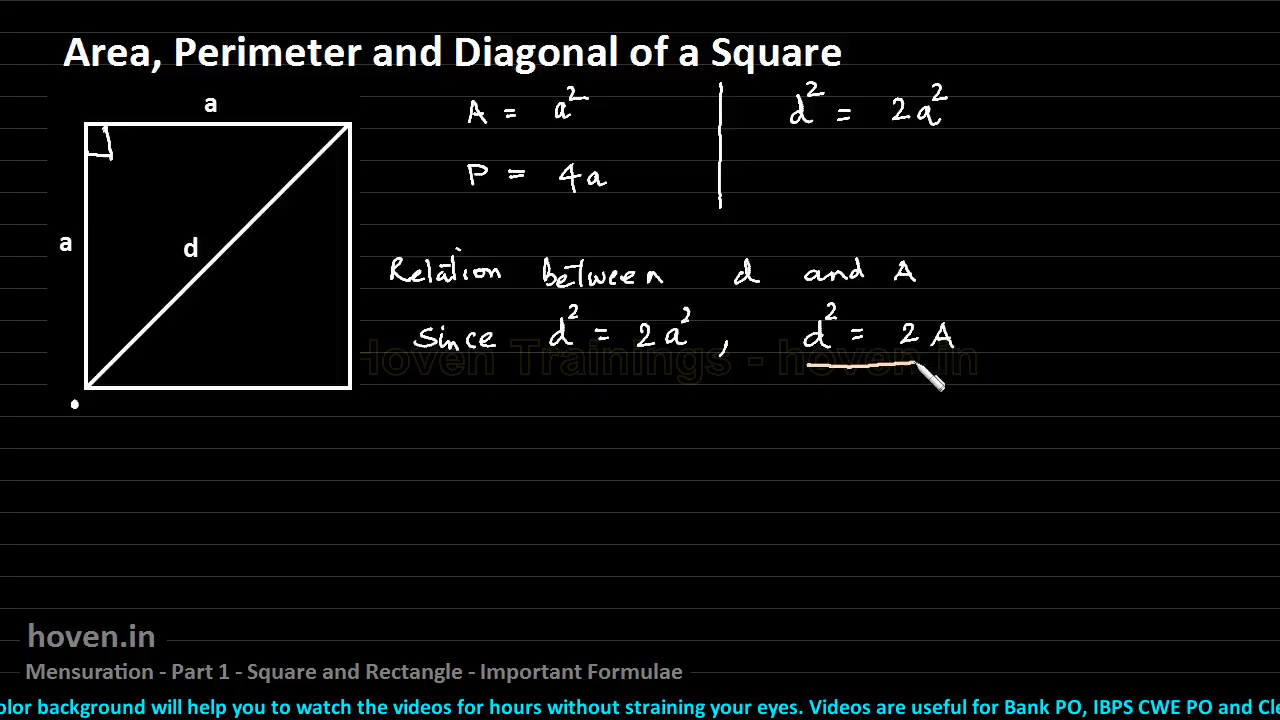 Area, Perimeter and Diagonal of a Square
a
A = a²
d² = 2a²
P = 4a
a
d
Relation between d and A
Since d² = 2a², d² = 2A
Hoven Trainings - hoven.in
hoven.in
Mensuration - Part 1 - Square and Rectangle - Important Formulae
olor background will help you to watch the videos for hours without straining your eyes. Videos are useful for Bank PO, IBPS CWE PO and Cle